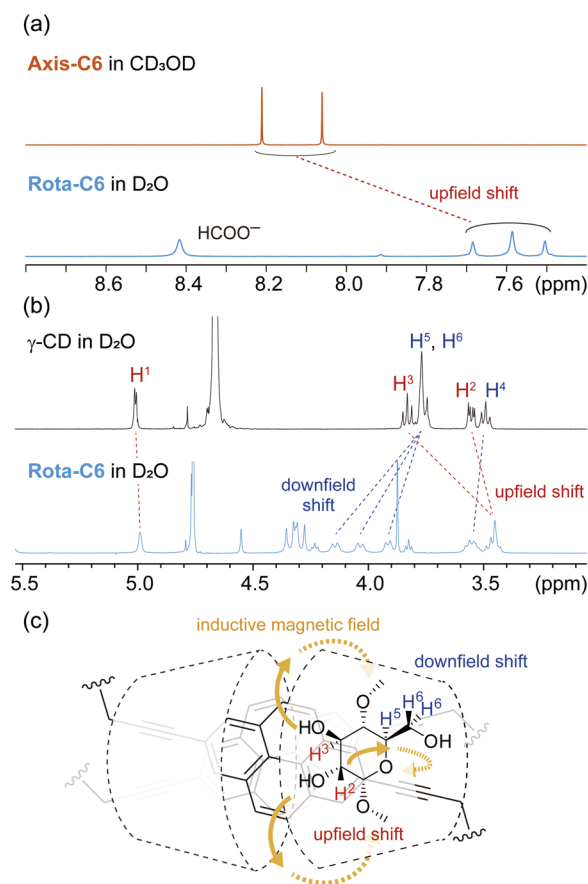 (a)
Axis-C6 in CD₃OD
Rota-C6 in D₂O
HCOO⁻
upfield shift
8.6 8.4 8.2 8.0 7.8 7.6 (ppm)
(b)
γ-CD in D₂O
H¹
H³
H⁵, H⁶
H²
H⁴
Rota-C6 in D₂O
downfield
shift
upfield shift
5.5 5.0 4.5 4.0 3.5 (ppm)
(c)
inductive magnetic field
downfield shift
O
H⁶
H⁶
H⁵
HO
OH
H³
O
HO
H²
O
upfield shift